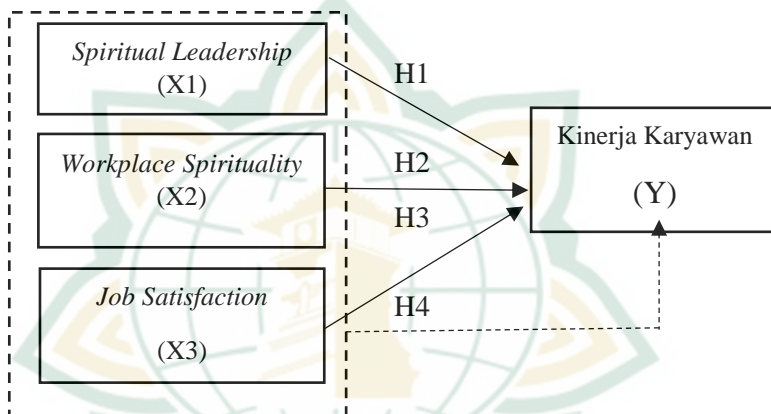 Spiritual Leadership
(X1)
H1
Kinerja Karyawan
(Y)
Workplace Spirituality
(X2)
H2
H3
Job Satisfaction
(X3)
H4